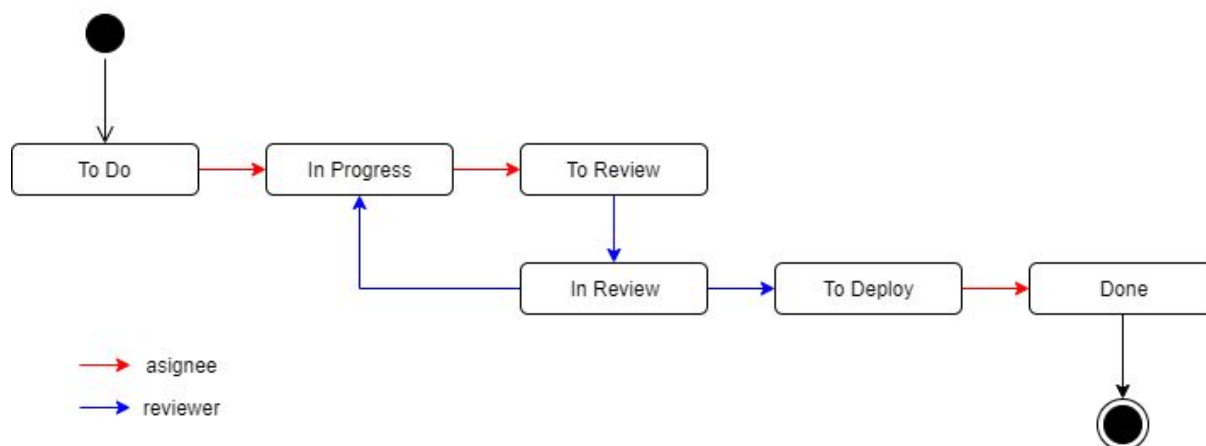 To Do
In Progress
To Review
In Review
To Deploy
Done
asignee
reviewer